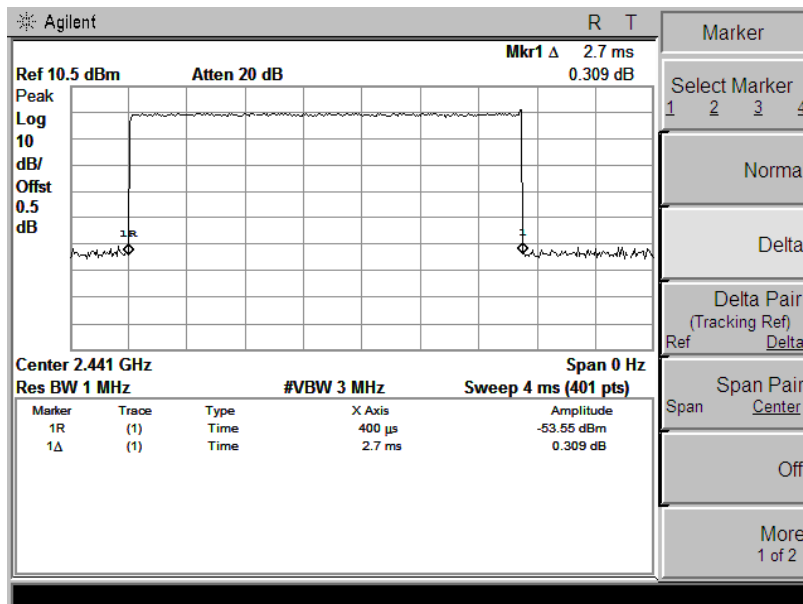 Agilent R T
Mkr1 Δ 2.7 ms
Ref 10.5 dBm Atten 20 dB 0.309 dB
Peak
Log
10
dB/
Offst
0.5
dB
1R
1
Center 2.441 GHz Span 0 Hz
Res BW 1 MHz #VBW 3 MHz Sweep 4 ms (401 pts)
Marker Trace Type X Axis Amplitude
1R (1) Time 400 µs -53.55 dBm
1Δ (1) Time 2.7 ms 0.309 dB
Marker
Select Marker
1 2 3 4
Norma
Delta
Delta Pair
(Tracking Ref)
Ref Delta
Span Pair
Span Center
Off
More
1 of 2